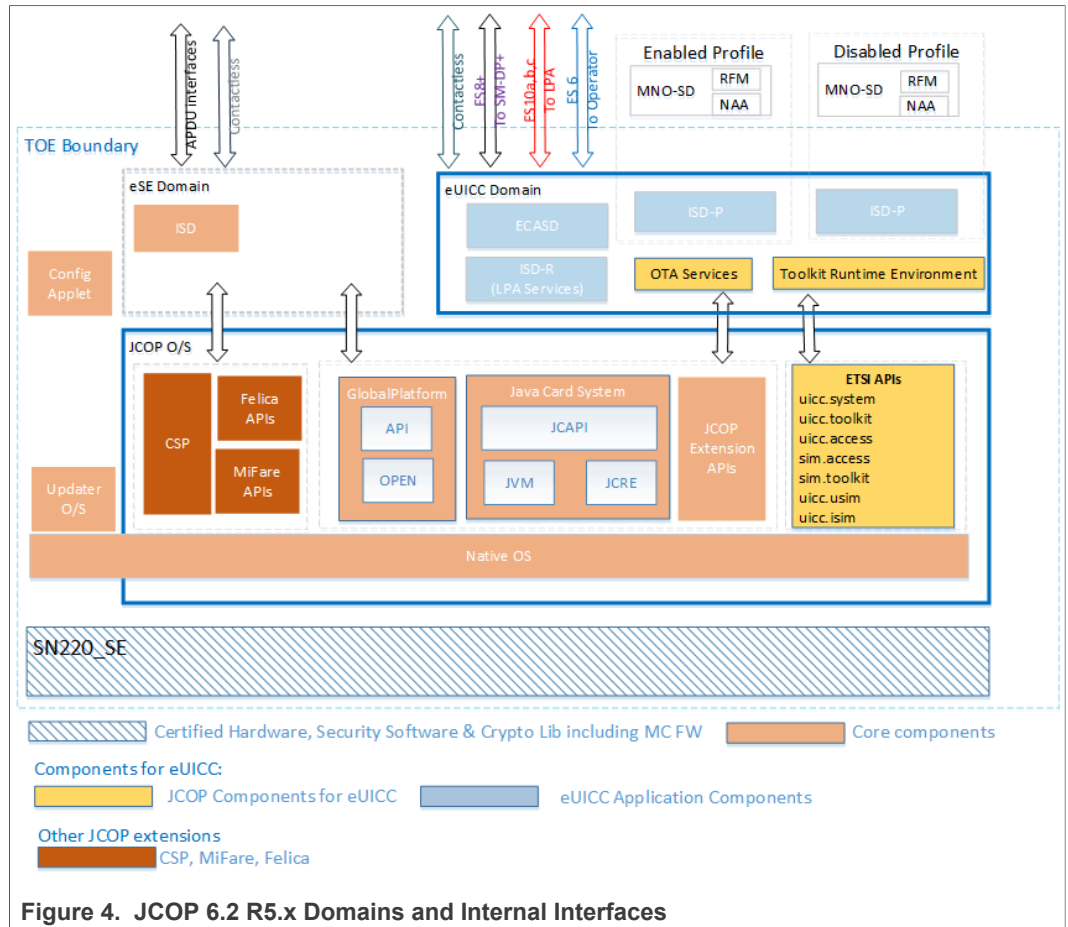 APDU Interfaces
Contactless
Contactless
ES8+
To SM-DP+
ES10a,b,c
To LPA
ES 6
To Operator
Enabled Profile
MNO-SD
RFM
NAA
Disabled Profile
MNO-SD
RFM
NAA
TOE Boundary
eSE Domain
ISD
eUICC Domain
ECASD
ISD-P
ISD-P
ISD-R
(LPA Services)
OTA Services
Toolkit Runtime Environment
Config
Applet
JCOP O/S
CSP
Felica
APIs
MiFare
APIs
GlobalPlatform
API
OPEN
Java Card System
JCAPI
JVM
JCRE
JCOP
Extension
APIs
ETSI APIs
uicc.system
uicc.toolkit
uicc.access
sim.access
sim.toolkit
uicc.usim
uicc.isim
Updater
O/S
Native OS
SN220_SE
Certified Hardware, Security Software & Crypto Lib including MC FW
Core components
Components for eUICC:
JCOP Components for eUICC
eUICC Application Components
Other JCOP extensions
CSP, MiFare, Felica
Figure 4. JCOP 6.2 R5.x Domains and Internal Interfaces